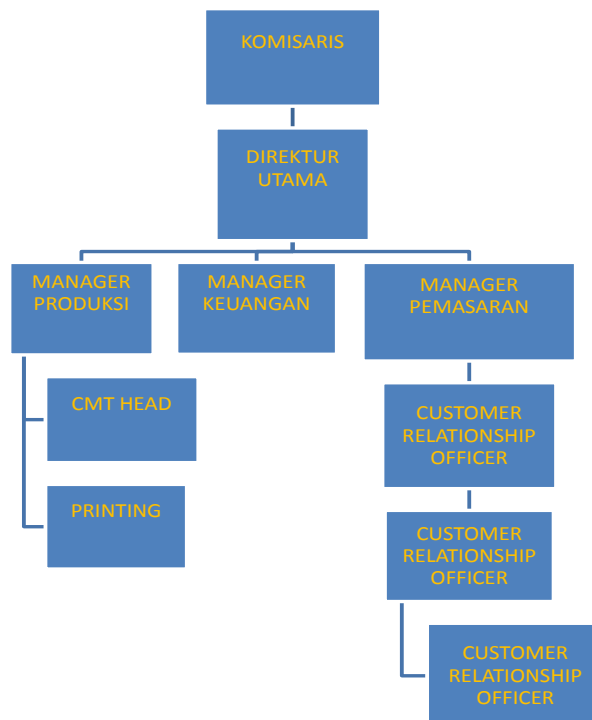 KOMISARIS
DIREKTUR
UTAMA
MANAGER
PRODUKSI
MANAGER
KEUANGAN
MANAGER
PEMASARAN
CMT HEAD
PRINTING
CUSTOMER
RELATIONSHIP
OFFICER
CUSTOMER
RELATIONSHIP
OFFICER
CUSTOMER
RELATIONSHIP
OFFICER